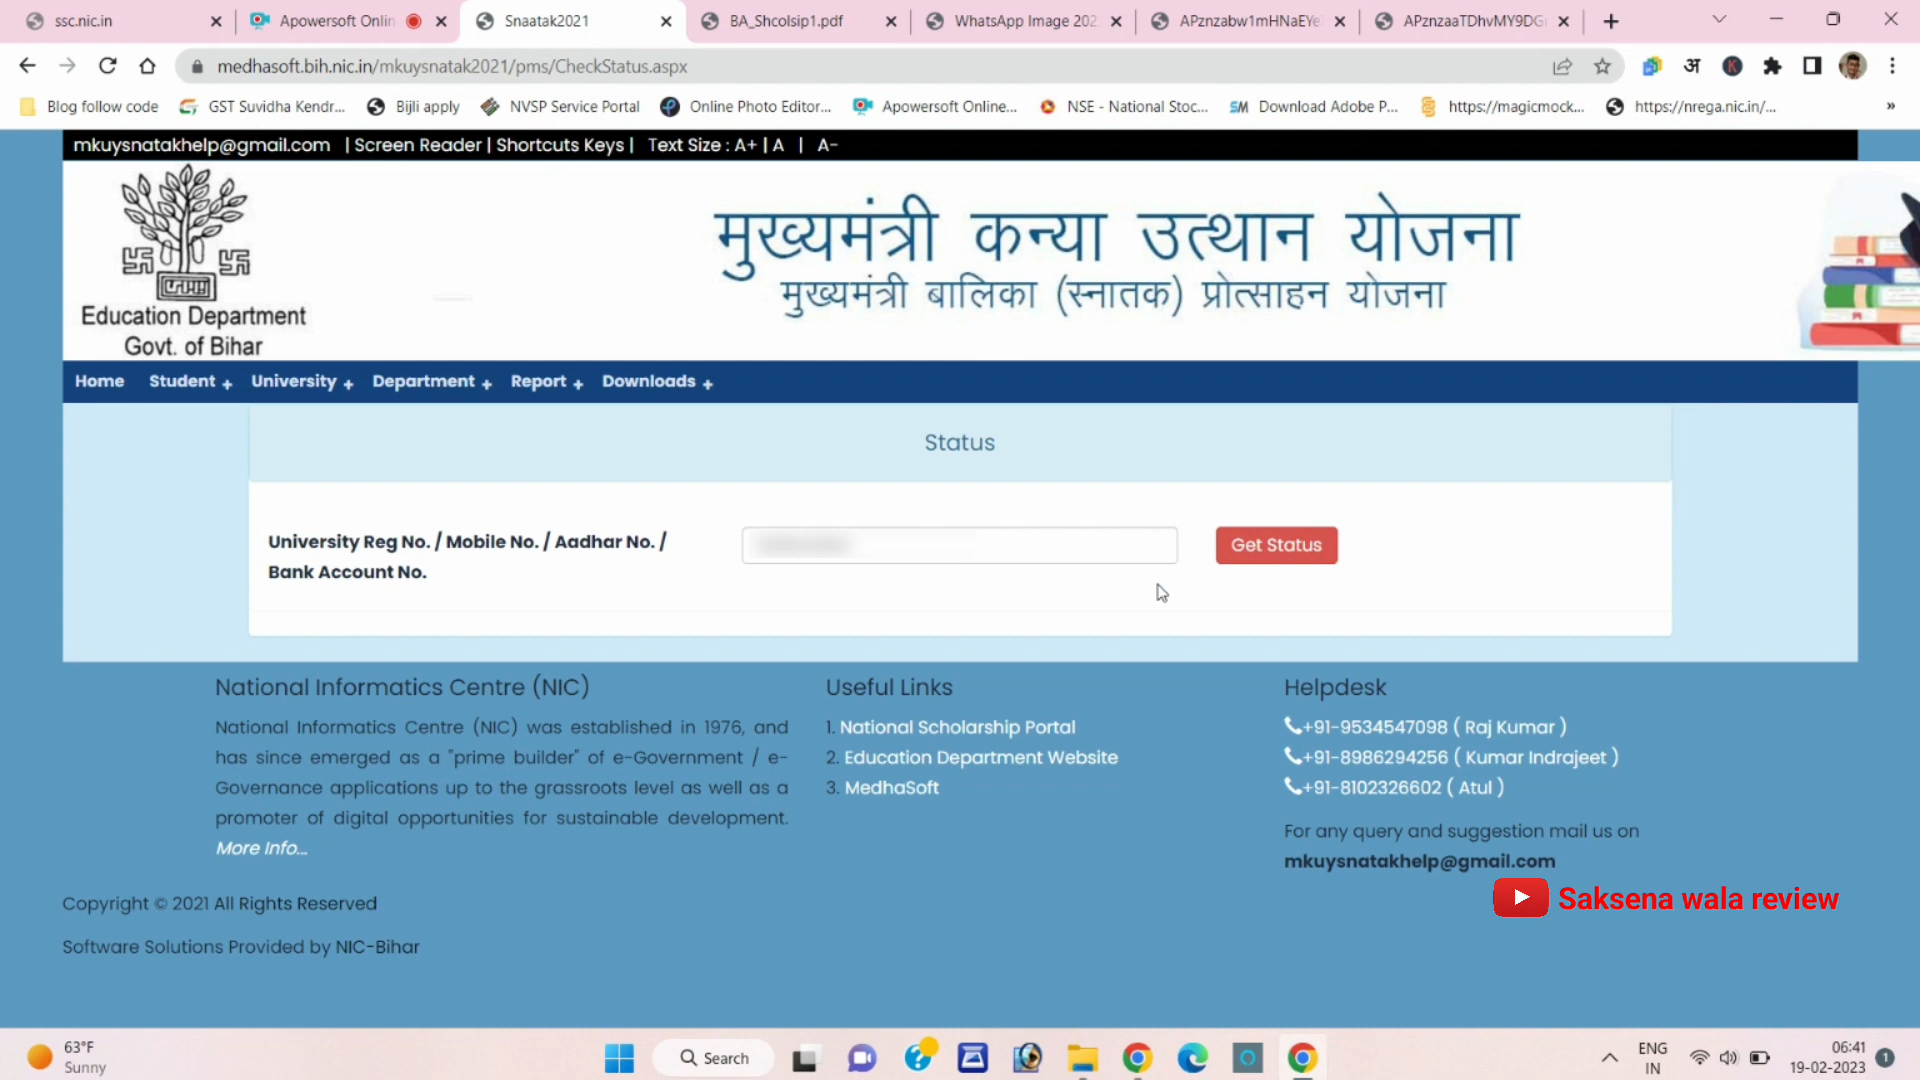 ssc.nic.in
Apowersoft Onlin
Snaatak2021
BA_Shcolsip1.pdf
WhatsApp Image 202
APznzabw1mHNaEYe
APznzaaTDhvMY9DG
medhasoft.bih.nic.in/mkuysnatak2021/pms/CheckStatus.aspx
Blog follow code
GST Suvidha Kendr...
Bijli apply
NVSP Service Portal
Online Photo Editor...
Apowersoft Online...
NSE - National Stoc...
Download Adobe P...
https://magicmock...
https://nrega.nic.in/...
mkuysnatakhelp@gmail.com | Screen Reader | Shortcuts Keys | Text Size : A+ | A | A-
मुख्यमंत्री कन्या उत्थान योजना
मुख्यमंत्री बालिका (स्नातक) प्रोत्साहन योजना
Education Department
Govt. of Bihar
Home Student + University + Department + Report + Downloads +
Status
University Reg No. / Mobile No. / Aadhar No. /
Bank Account No.
Get Status
National Informatics Centre (NIC)
National Informatics Centre (NIC) was established in 1976, and
has since emerged as a "prime builder" of e-Government / e-
Governance applications up to the grassroots level as well as a
promoter of digital opportunities for sustainable development.
More Info...
Useful Links
1. National Scholarship Portal
2. Education Department Website
3. MedhaSoft
Helpdesk
+91-9534547098 ( Raj Kumar )
+91-8986294256 ( Kumar Indrajeet )
+91-8102326602 ( Atul )
For any query and suggestion mail us on
mkuysnatakhelp@gmail.com
Saksena wala review
Copyright © 2021 All Rights Reserved
Software Solutions Provided by NIC-Bihar
63°F
Sunny
Search
ENG
IN
06:41
19-02-2023
1